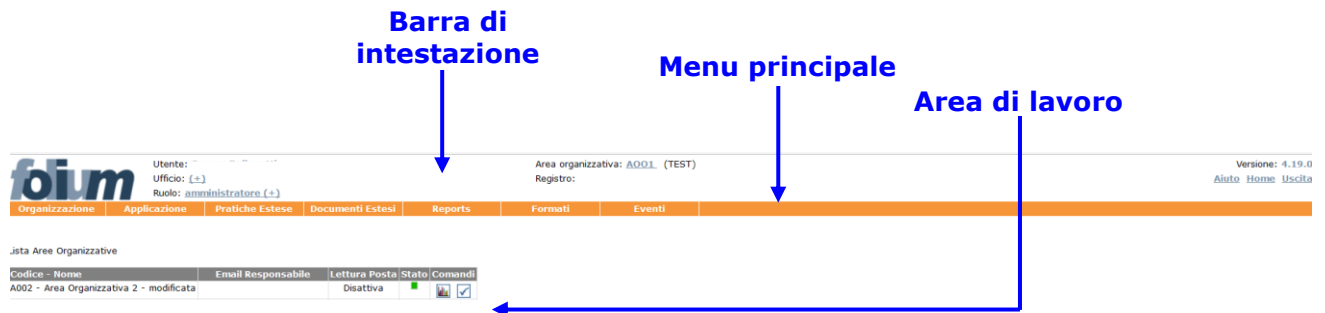 Barra di
intestazione
Menu principale
Area di lavoro
folium
Utente:
Ufficio: (+)
Ruolo: amministratore (+)
Area organizzativa: AOO1 (TEST)
Registro:
Versione: 4.19.0
Aiuto Home Uscita
Organizzazione Applicazione Pratiche Estese Documenti Estesi Reports Formati Eventi
Lista Aree Organizzative
Codice - Nome Email Responsabile Lettura Posta Stato Comandi
A002 - Area Organizzativa 2 - modificata Disattiva